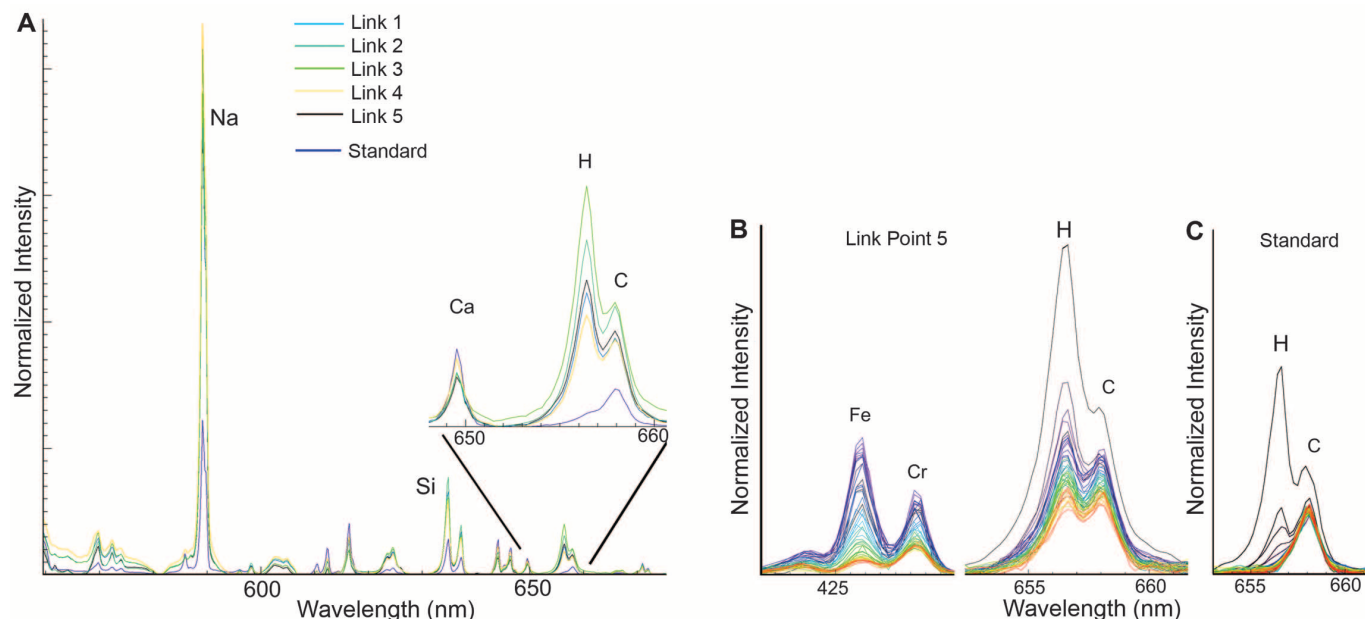 A
Link 1
Link 2
Link 3
Link 4
Link 5
Standard
Na
Normalized Intensity
H
C
Ca
650
660
Si
600
650
Wavelength (nm)
B
Link Point 5
Normalized Intensity
H
C
Fe
Cr
425
655
660
Wavelength (nm)
C
Standard
Normalized Intensity
H
C
655
660